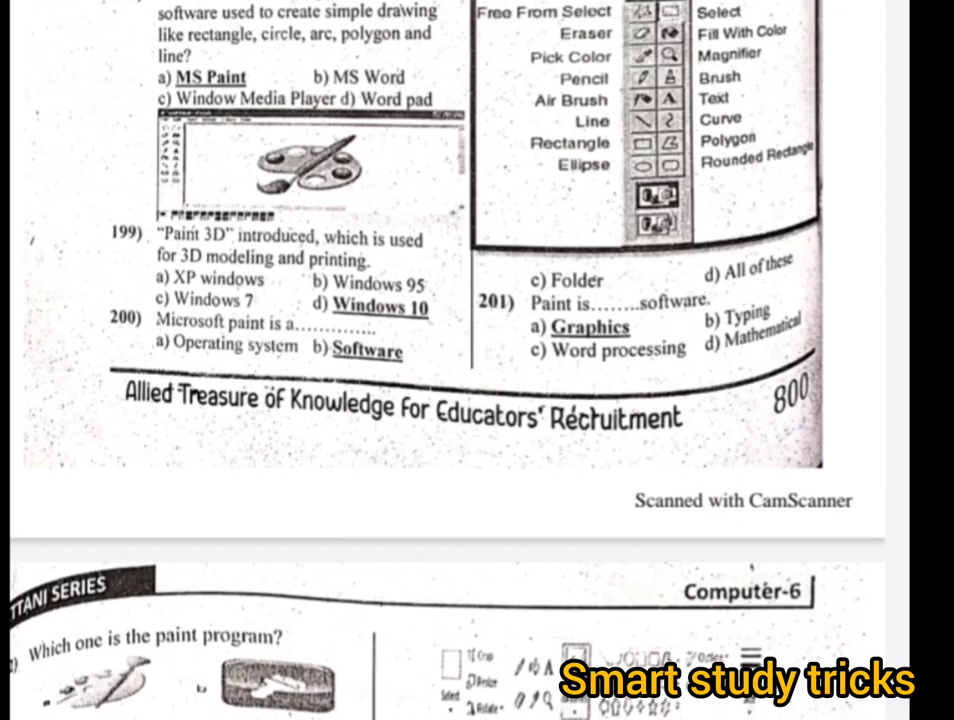 software used to create simple drawing
like rectangle, circle, arc, polygon and
line?
a) MS Paint b) MS Word
c) Window Media Player d) Word pad
199) "Paint 3D" introduced, which is used
for 3D modeling and printing.
a) XP windows b) Windows 95
c) Windows 7 d) Windows 10
200) Microsoft paint is a..............
a) Operating system b) Software
Free From Select Select
Eraser Fill With Color
Pick Color Magnifier
Pencil Brush
Air Brush Text
Line Curve
Rectangle Polygon
Ellipse Rounded Rectangle
c) Folder d) All of these
201) Paint is........software.
a) Graphics b) Typing
c) Word processing d) Mathematical
Allied Treasure of Knowledge For Educators' Recruitment 800
Scanned with CamScanner
TANI SERIES
Computer-6
Which one is the paint program?
Select
Smart study tricks